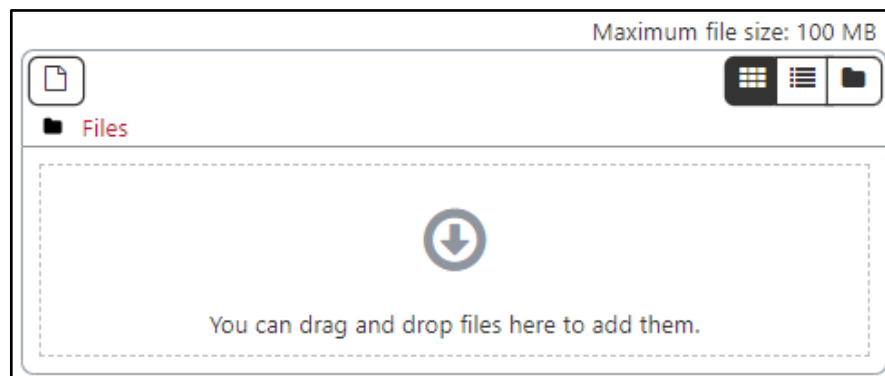 Maximum file size: 100 MB
Files
You can drag and drop files here to add them.